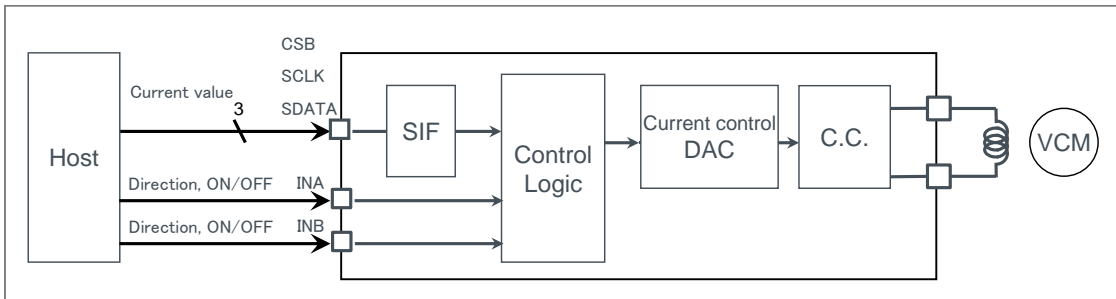 CSB
SCLK
Current value
3
SDATA
Host
SIF
Control
Logic
Current control
DAC
C.C.
VCM
Direction, ON/OFF INA
Direction, ON/OFF INB